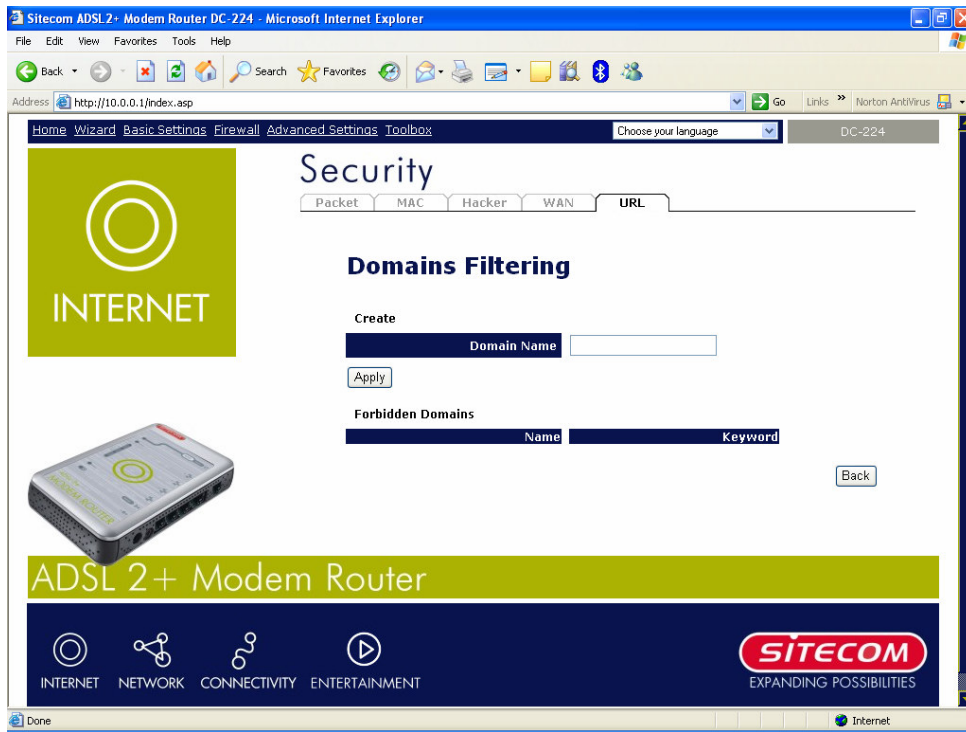 Sitecom ADSL2+ Modem Router DC-224 - Microsoft Internet Explorer
File Edit View Favorites Tools Help
Back Search Favorites
Address http://10.0.0.1/index.asp Go Links » Norton AntiVirus
Home Wizard Basic Settings Firewall Advanced Settings Toolbox Choose your language DC-224
Security
Packet MAC Hacker WAN URL
INTERNET
Domains Filtering
Create
Domain Name
Apply
Forbidden Domains
Name Keyword
Back
MODEM ROUTER
ADSL 2+ Modem Router
INTERNET NETWORK CONNECTIVITY ENTERTAINMENT
SITECOM
EXPANDING POSSIBILITIES
Done Internet